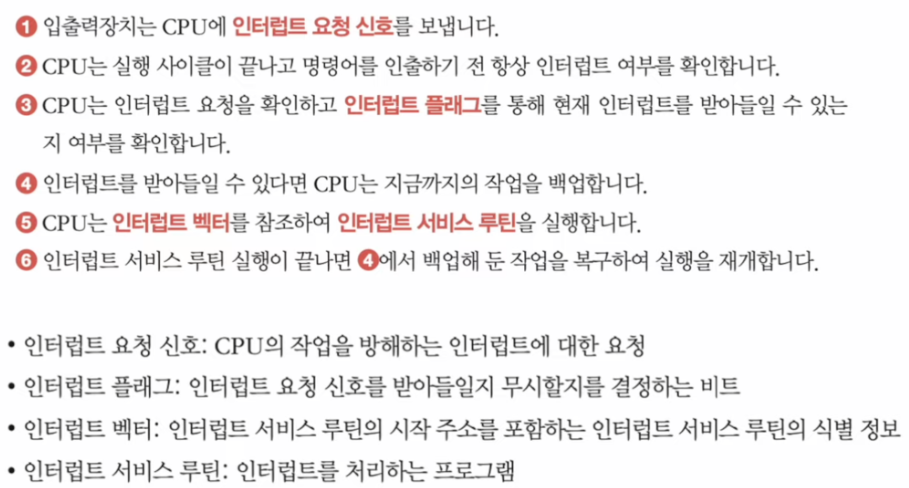 ❶ 입출력장치는 CPU에 인터럽트 요청 신호를 보냅니다.
❷ CPU는 실행 사이클이 끝나고 명령어를 인출하기 전 항상 인터럽트 여부를 확인합니다.
❸ CPU는 인터럽트 요청을 확인하고 인터럽트 플래그를 통해 현재 인터럽트를 받아들일 수 있는
지 여부를 확인합니다.
❹ 인터럽트를 받아들일 수 있다면 CPU는 지금까지의 작업을 백업합니다.
❺ CPU는 인터럽트 벡터를 참조하여 인터럽트 서비스 루틴을 실행합니다.
❻ 인터럽트 서비스 루틴 실행이 끝나면 ❹에서 백업해 둔 작업을 복구하여 실행을 재개합니다.
• 인터럽트 요청 신호: CPU의 작업을 방해하는 인터럽트에 대한 요청
• 인터럽트 플래그: 인터럽트 요청 신호를 받아들일지 무시할지를 결정하는 비트
• 인터럽트 벡터: 인터럽트 서비스 루틴의 시작 주소를 포함하는 인터럽트 서비스 루틴의 식별 정보
• 인터럽트 서비스 루틴: 인터럽트를 처리하는 프로그램